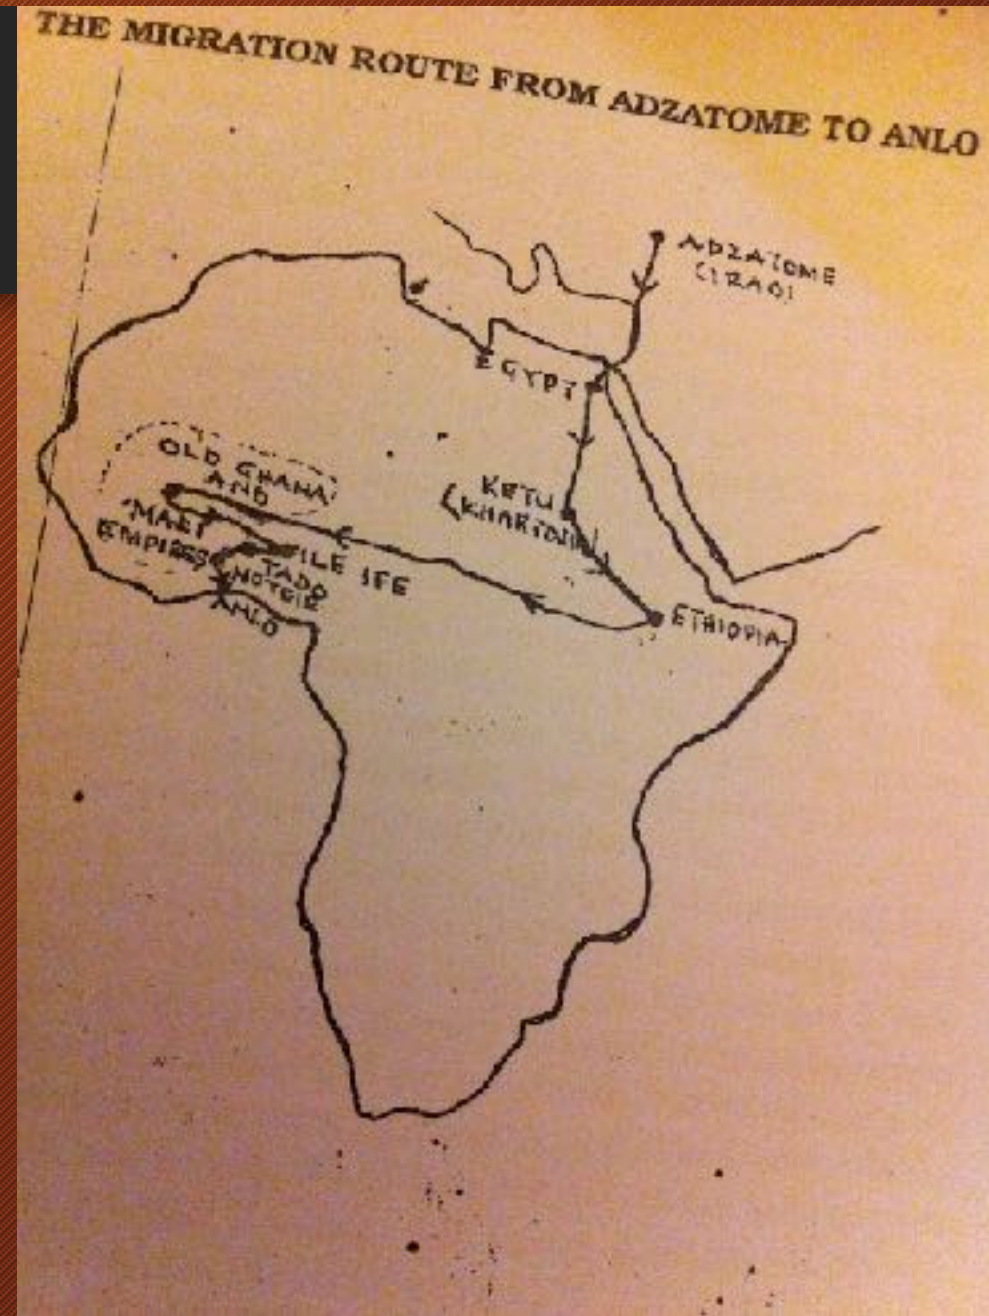 THE MIGRATION ROUTE FROM ADZATOME TO ANLO
ADZATOME
(IRAQ)
EGYPT
OLD GHANA
AND
MALI
EMPIRES
KETU
(KHARTOUM)
ILE IFE
TADO
NOTSIE
ANLO
ETHIOPIA